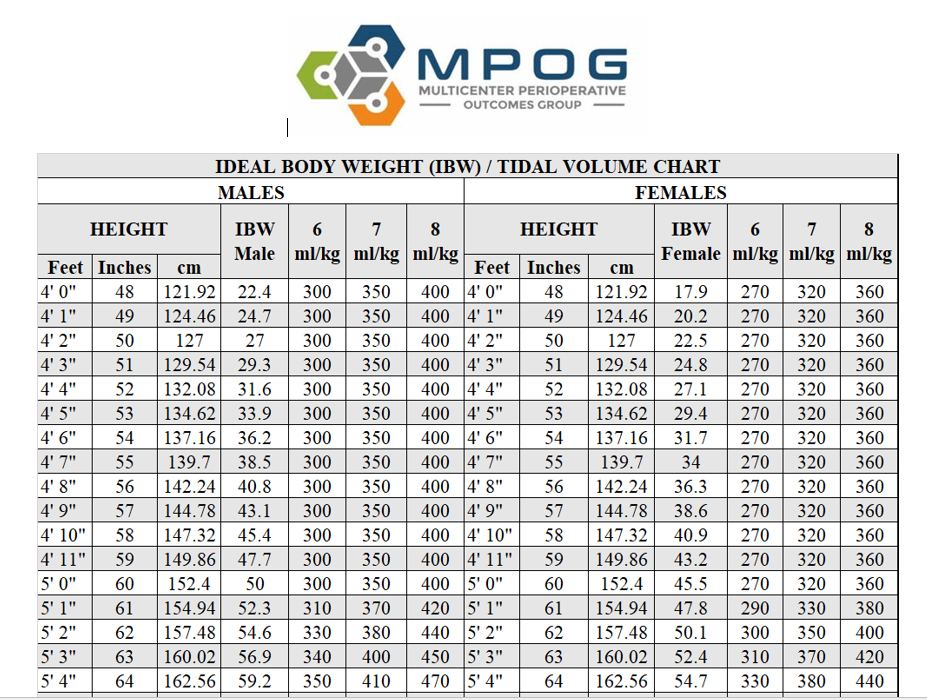 MPOG
MULTICENTER PERIOPERATIVE
OUTCOMES GROUP
IDEAL BODY WEIGHT (IBW) / TIDAL VOLUME CHART
MALES FEMALES
HEIGHT IBW Male 6 ml/kg 7 ml/kg 8 ml/kg HEIGHT IBW Female 6 ml/kg 7 ml/kg 8 ml/kg
Feet Inches cm Feet Inches cm
4' 0" 48 121.92 22.4 300 350 400 4' 0" 48 121.92 17.9 270 320 360
4' 1" 49 124.46 24.7 300 350 400 4' 1" 49 124.46 20.2 270 320 360
4' 2" 50 127 27 300 350 400 4' 2" 50 127 22.5 270 320 360
4' 3" 51 129.54 29.3 300 350 400 4' 3" 51 129.54 24.8 270 320 360
4' 4" 52 132.08 31.6 300 350 400 4' 4" 52 132.08 27.1 270 320 360
4' 5" 53 134.62 33.9 300 350 400 4' 5" 53 134.62 29.4 270 320 360
4' 6" 54 137.16 36.2 300 350 400 4' 6" 54 137.16 31.7 270 320 360
4' 7" 55 139.7 38.5 300 350 400 4' 7" 55 139.7 34 270 320 360
4' 8" 56 142.24 40.8 300 350 400 4' 8" 56 142.24 36.3 270 320 360
4' 9" 57 144.78 43.1 300 350 400 4' 9" 57 144.78 38.6 270 320 360
4' 10" 58 147.32 45.4 300 350 400 4' 10" 58 147.32 40.9 270 320 360
4' 11" 59 149.86 47.7 300 350 400 4' 11" 59 149.86 43.2 270 320 360
5' 0" 60 152.4 50 300 350 400 5' 0" 60 152.4 45.5 270 320 360
5' 1" 61 154.94 52.3 310 370 420 5' 1" 61 154.94 47.8 290 330 380
5' 2" 62 157.48 54.6 330 380 440 5' 2" 62 157.48 50.1 300 350 400
5' 3" 63 160.02 56.9 340 400 450 5' 3" 63 160.02 52.4 310 370 420
5' 4" 64 162.56 59.2 350 410 470 5' 4" 64 162.56 54.7 330 380 440